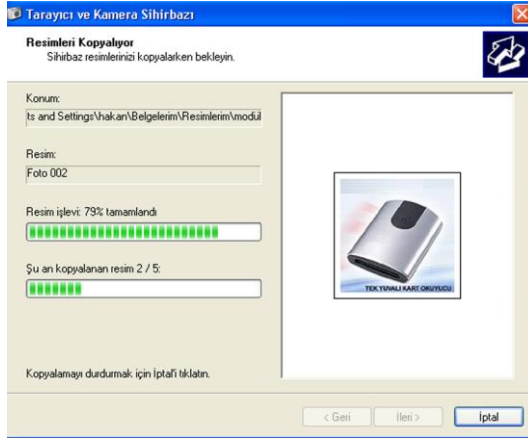 Tarayıcı ve Kamera Sihirbazı
Resimleri Kopyalıyor
Sihirbaz resimlerinizi kopyalarken bekleyin.
Konum:
ts and Settings\hakan\Belgelerim\Resimlerim\modül
Resim:
Foto 002
Resim işlevi: 79% tamamlandı
Şu an kopyalanan resim 2 / 5:
TEK YUVALI KART OKUYUCU
Kopyalamayı durdurmak için İptal'i tıklatın.
< Geri
İleri >
İptal